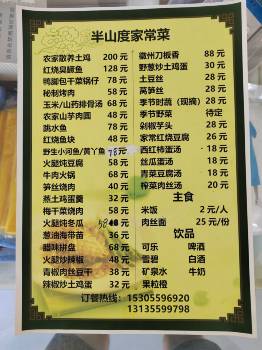 半山度家常菜
农家散养土鸡 200 元
红烧臭鳜鱼 128 元
鸭脚包干菜锅仔 78 元
秘制烤肉 58 元
玉米/山药排骨汤 68 元
农家山芋肉圆 48 元
跳水鱼 78 元
红烧鱼块 48 元
野生小河鱼/黄丫鱼 78 元
火腿炖豆腐 58 元
牛肉火锅 68 元
笋丝烧肉 40 元
蒸土鸡蛋羹 32 元
梅干菜烧肉 58 元
火腿炖冬瓜 58 元
葱油海带苗 36 元
腊味拼盘 68 元
火腿炒辣椒 48 元
青椒肉丝豆干 38 元
辣椒炒土鸡蛋 32 元
徽州刀板香 88 元
野葱炒土鸡蛋 30 元
土豆丝 28 元
莴笋丝 28 元
季节时蔬（现摘） 28 元
季节野菜 待定
剁椒芋头 28 元
家常红烧豆腐 26 元
西红柿蛋汤 18 元
丝瓜蛋汤 18 元
青菜豆腐汤 18 元
榨菜肉丝汤 20 元
主食
米饭 2 元/人
肉丝面 25 元/份
饮品
可乐 啤酒
雪碧 白酒
矿泉水 牛奶
果粒橙
订餐热线：15305596920
13135599798